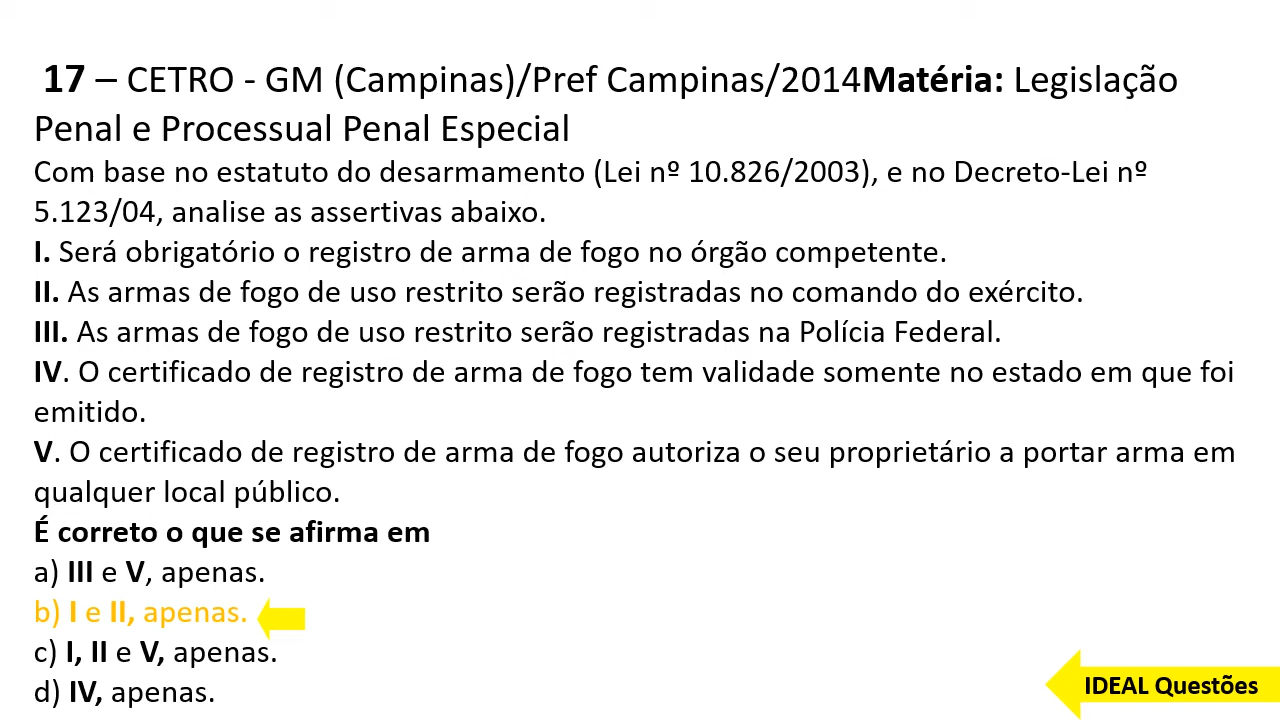 17 – CETRO - GM (Campinas)/Pref Campinas/2014Matéria: Legislação
Penal e Processual Penal Especial
Com base no estatuto do desarmamento (Lei nº 10.826/2003), e no Decreto-Lei nº
5.123/04, analise as assertivas abaixo.
I. Será obrigatório o registro de arma de fogo no órgão competente.
II. As armas de fogo de uso restrito serão registradas no comando do exército.
III. As armas de fogo de uso restrito serão registradas na Polícia Federal.
IV. O certificado de registro de arma de fogo tem validade somente no estado em que foi
emitido.
V. O certificado de registro de arma de fogo autoriza o seu proprietário a portar arma em
qualquer local público.
É correto o que se afirma em
a) III e V, apenas.
b) I e II, apenas.
c) I, II e V, apenas.
d) IV, apenas.
IDEAL Questões